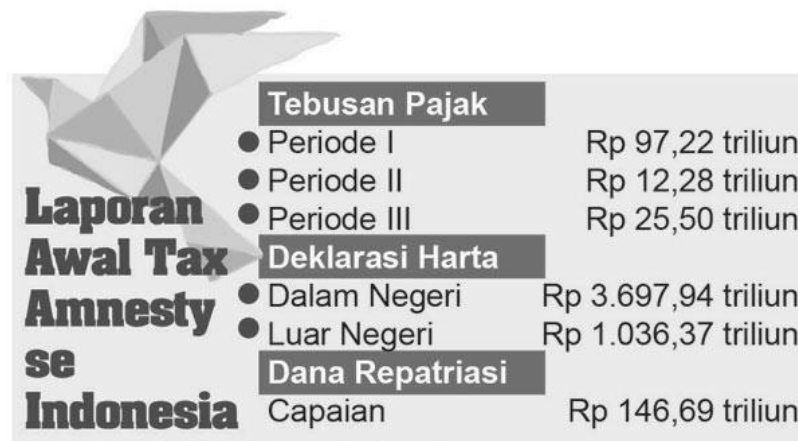 Laporan
Awal Tax
Amnesty
se
Indonesia
Tebusan Pajak
Periode I Rp 97,22 triliun
Periode II Rp 12,28 triliun
Periode III Rp 25,50 triliun
Deklarasi Harta
Dalam Negeri Rp 3.697,94 triliun
Luar Negeri Rp 1.036,37 triliun
Dana Repatriasi
Capaian Rp 146,69 triliun